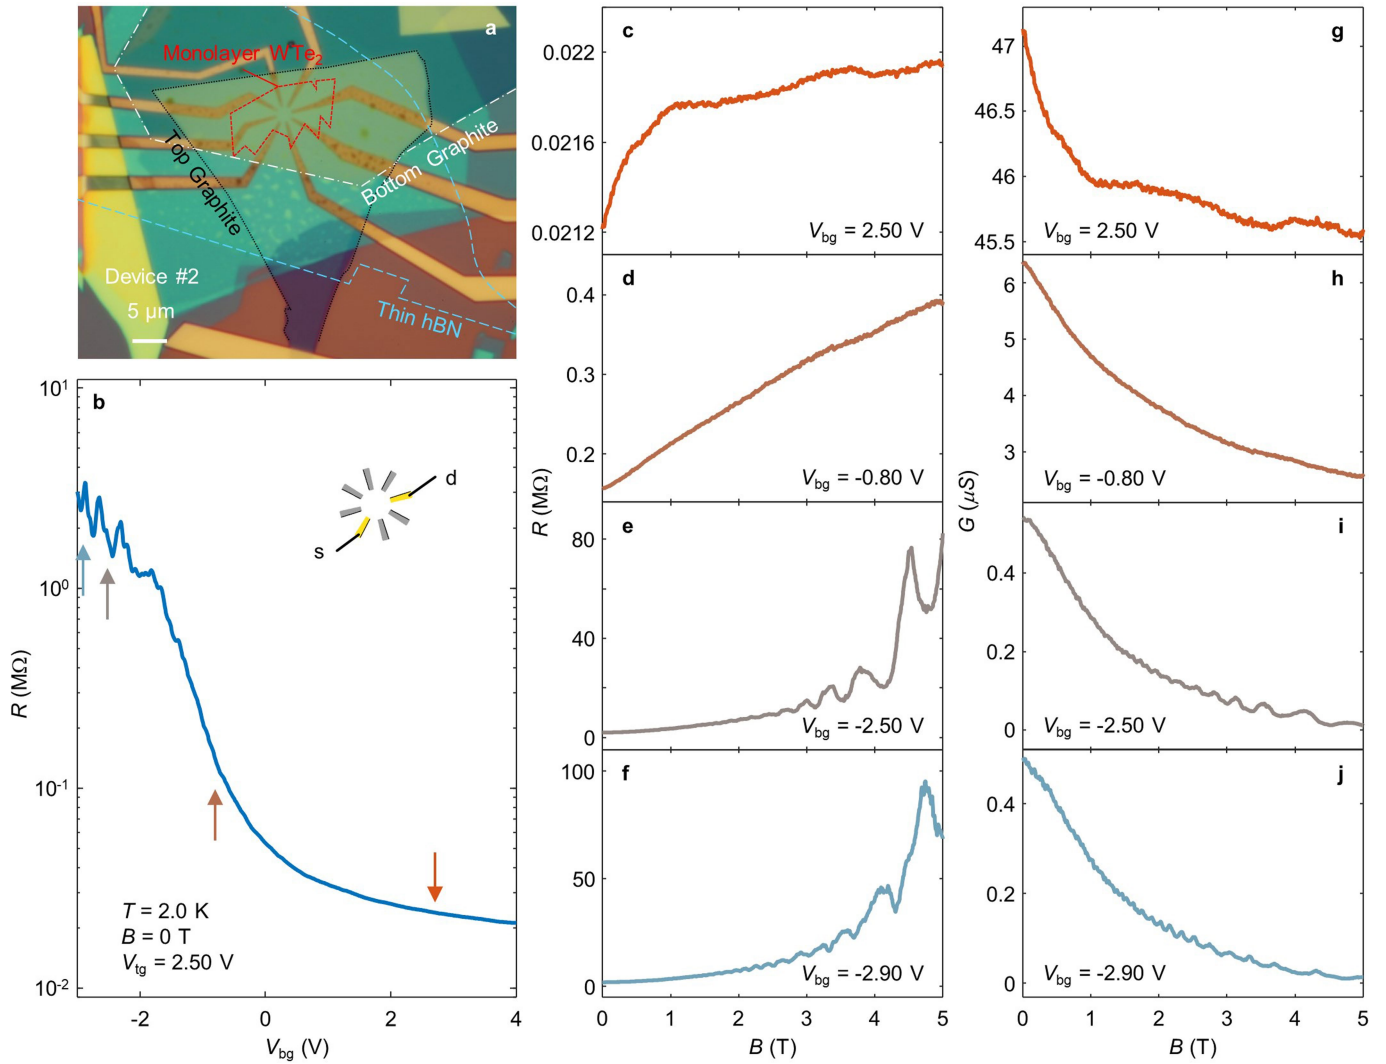 a
Monolayer WTe2
Top Graphite
Bottom Graphite
Device #2
5 μm
Thin hBN
b
10¹
10⁰
10⁻¹
10⁻²
R (MΩ)
d
s
T = 2.0 K
B = 0 T
Vtg = 2.50 V
-2 0 2 4
Vbg (V)
c
0.022
0.0216
0.0212
Vbg = 2.50 V
d
0.4
0.3
0.2
Vbg = -0.80 V
R (MΩ)
e
80
40
0
Vbg = -2.50 V
f
100
50
0
Vbg = -2.90 V
0 1 2 3 4 5
B (T)
g
47
46.5
46
45.5
Vbg = 2.50 V
h
6
5
4
3
Vbg = -0.80 V
G (μS)
i
0.4
0.2
0
Vbg = -2.50 V
j
0.4
0.2
0
Vbg = -2.90 V
0 1 2 3 4 5
B (T)